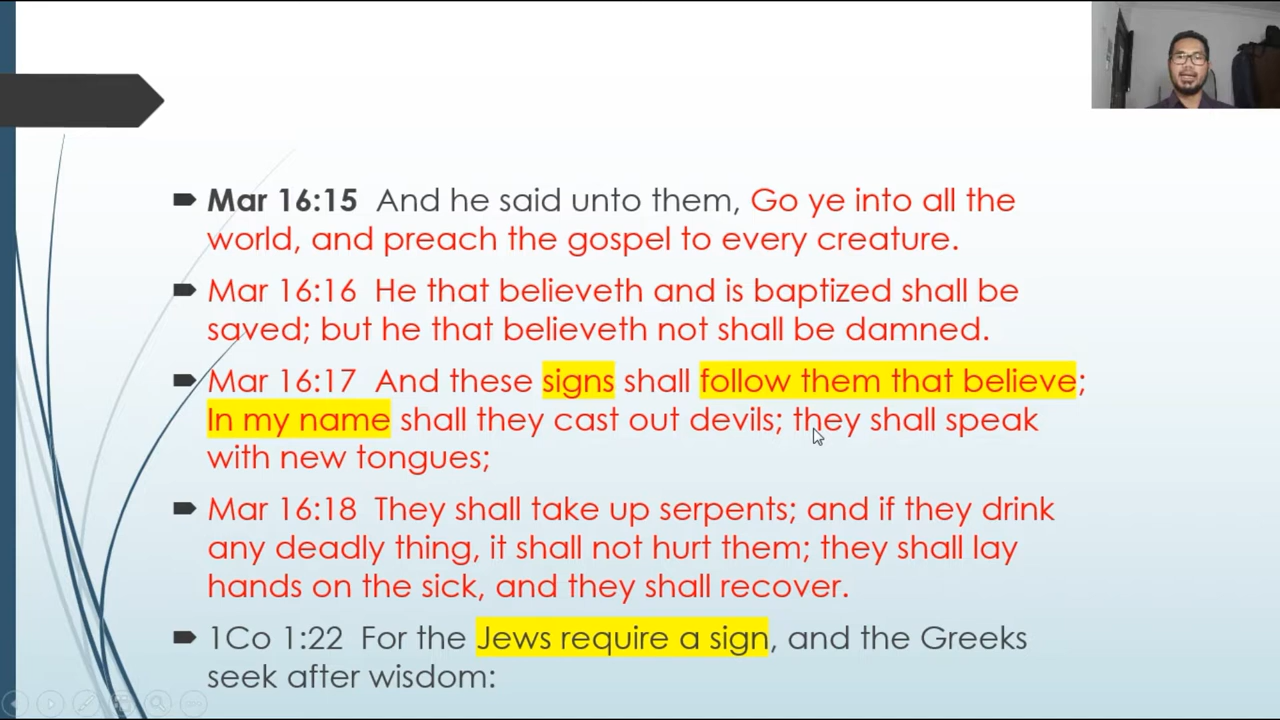 Mar 16:15  And he said unto them, Go ye into all the
world, and preach the gospel to every creature.
Mar 16:16  He that believeth and is baptized shall be
saved; but he that believeth not shall be damned.
Mar 16:17  And these signs shall follow them that believe;
In my name shall they cast out devils; they shall speak
with new tongues;
Mar 16:18  They shall take up serpents; and if they drink
any deadly thing, it shall not hurt them; they shall lay
hands on the sick, and they shall recover.
1Co 1:22  For the Jews require a sign, and the Greeks
seek after wisdom: